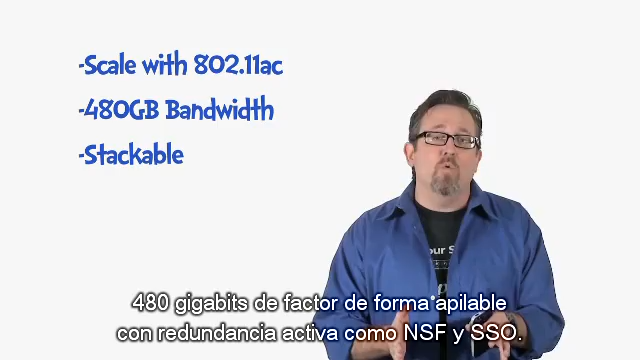 -Scale with 802.11ac
-480GB Bandwidth
-Stackable
our S
480 gigabits de factor de forma apilable
con redundancia activa como NSF y SSO.